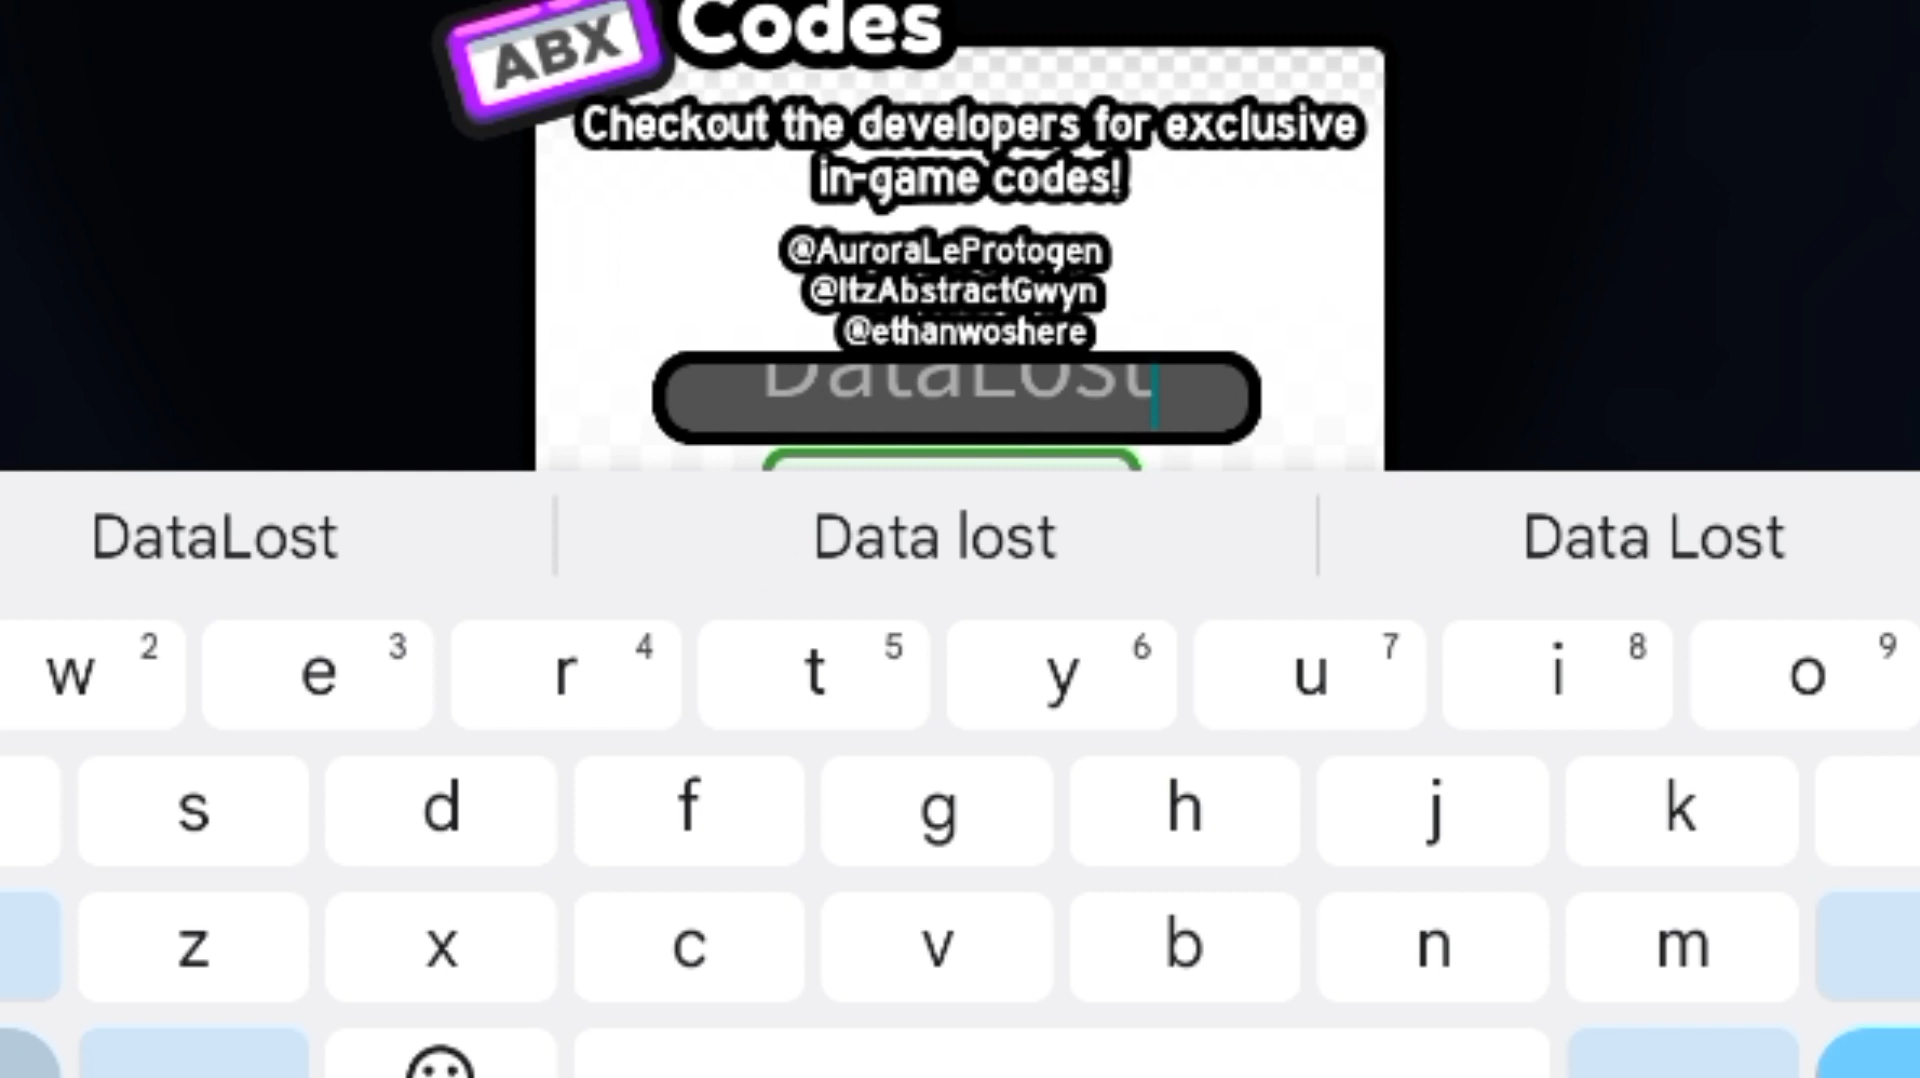 ABX
Codes
Checkout the developers for exclusive
in-game codes!
@AuroraLeProtogen
@ItzAbstractGwyn
@ethanwoshere
DataLost
DataLost Data lost Data Lost
w 2 e 3 r 4 t 5 y 6 u 7 i 8 o 9
s d f g h j k
z x c v b n m